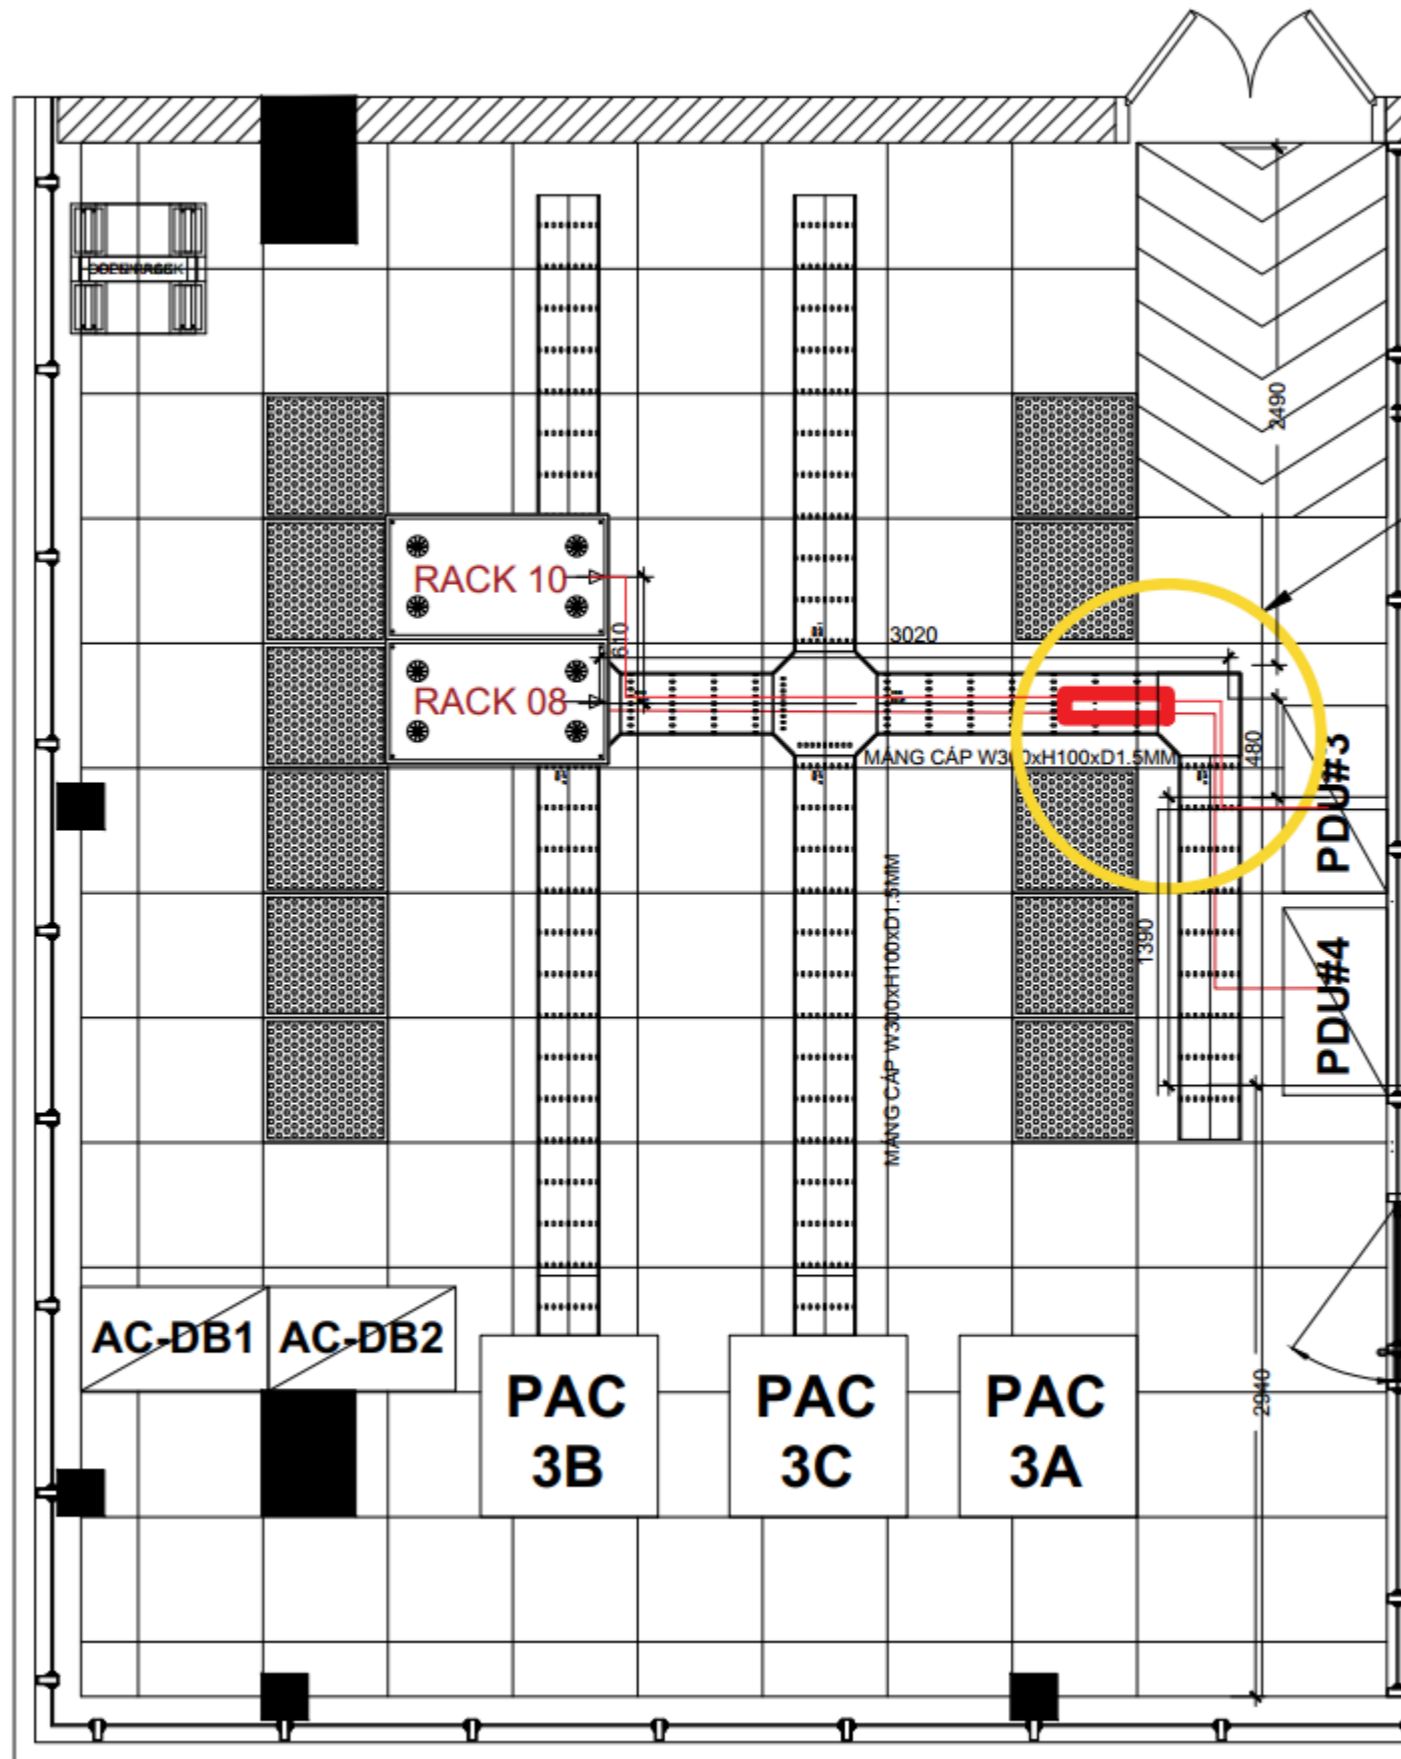 2490
RACK 10
610
3020
RACK 08
MÁNG CÁP W300xH100xD1.5MM
480
PDU#3
MÁNG CÁP W300xH100xD1.5MM
1390
PDU#4
AC-DB1
AC-DB2
PAC
3B
PAC
3C
PAC
3A
2940